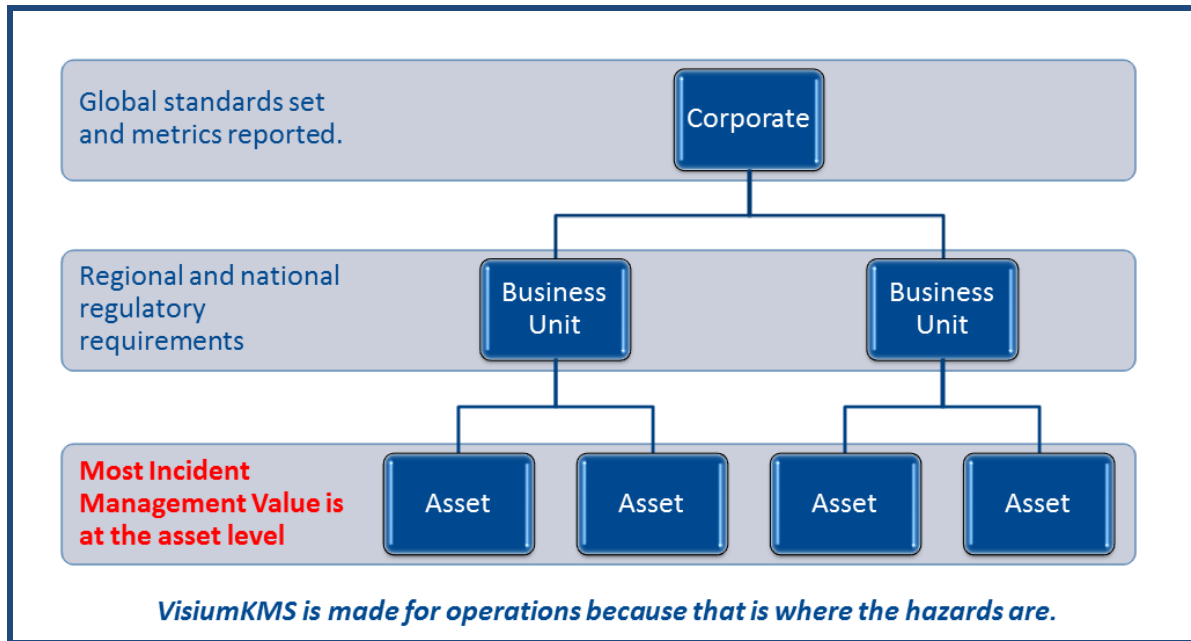 Global standards set
and metrics reported.
Corporate
Regional and national
regulatory
requirements
Business
Unit
Business
Unit
Most Incident
Management Value is
at the asset level
Asset
Asset
Asset
Asset
VisiumKMS is made for operations because that is where the hazards are.